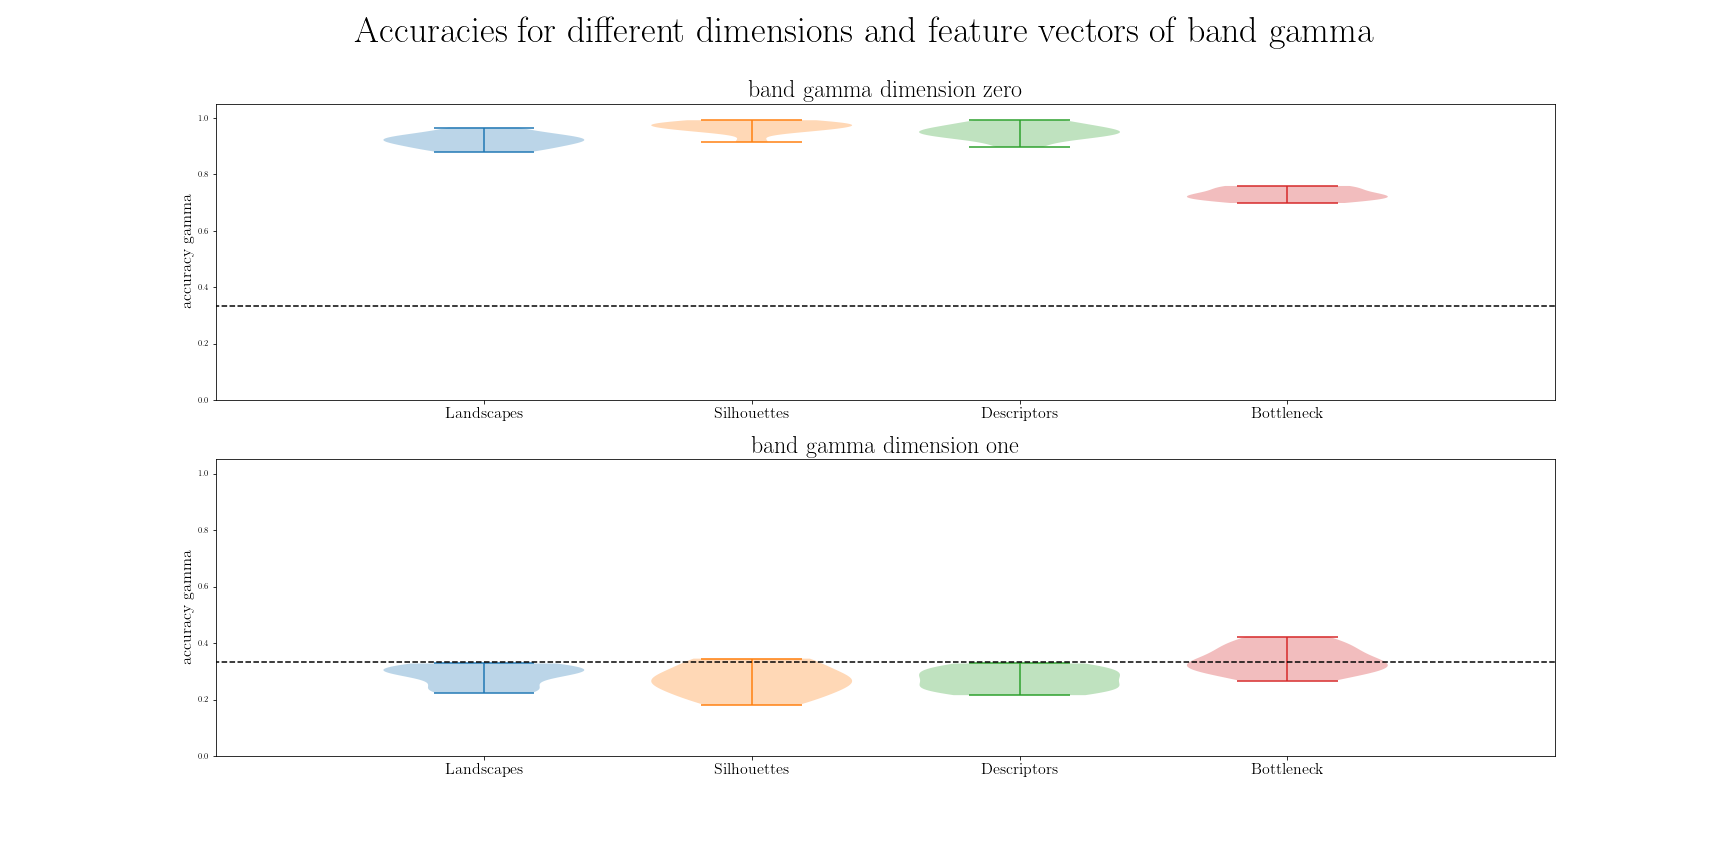 Accuracies for different dimensions and feature vectors of band gamma
band gamma dimension zero
accuracy gamma
1.0
0.8
0.6
0.4
0.2
0.0
Landscapes Silhouettes Descriptors Bottleneck
band gamma dimension one
accuracy gamma
1.0
0.8
0.6
0.4
0.2
0.0
Landscapes Silhouettes Descriptors Bottleneck